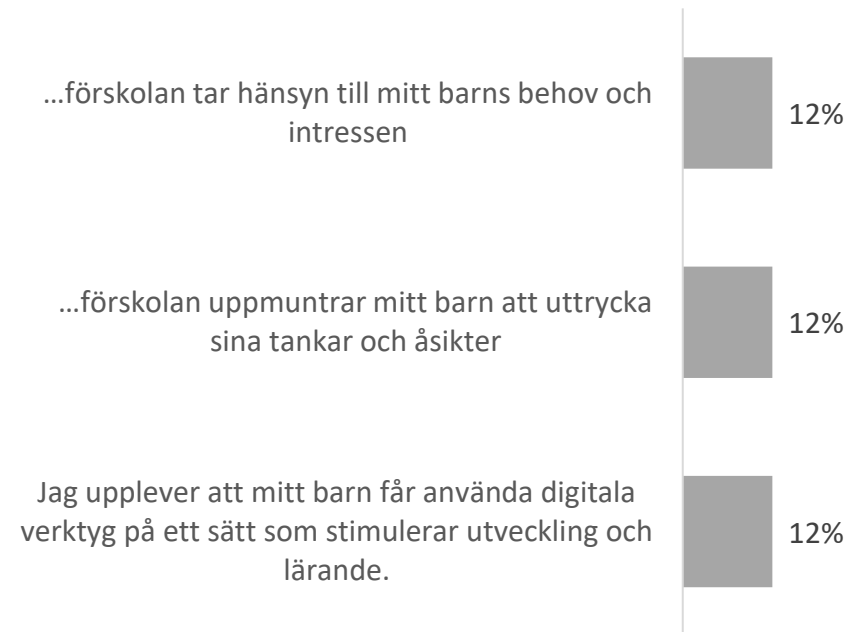 …förskolan tar hänsyn till mitt barns behov och
intressen
12%
…förskolan uppmuntrar mitt barn att uttrycka
sina tankar och åsikter
12%
Jag upplever att mitt barn får använda digitala
verktyg på ett sätt som stimulerar utveckling och
lärande.
12%